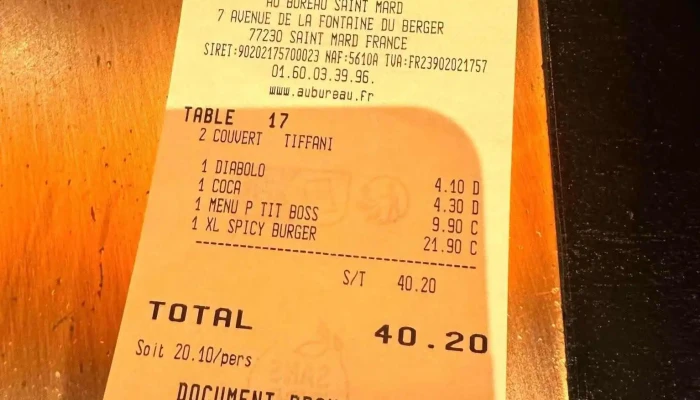 AU BUREAU SAINT MARD
7 AVENUE DE LA FONTAINE DU BERGER
77230 SAINT MARD FRANCE
SIRET:90202175700023 NAF:5610A TVA:FR23902021757
01.60.03.39.96.
www.aubureau.fr
TABLE 17
2 COUVERT TIFFANI
1 DIABOLO 4.10 D
1 COCA 4.30 D
1 MENU P TIT BOSS 9.90 C
1 XL SPICY BURGER 21.90 C
S/T 40.20
TOTAL 40.20
Soit 20.10/pers
DOCUMENT